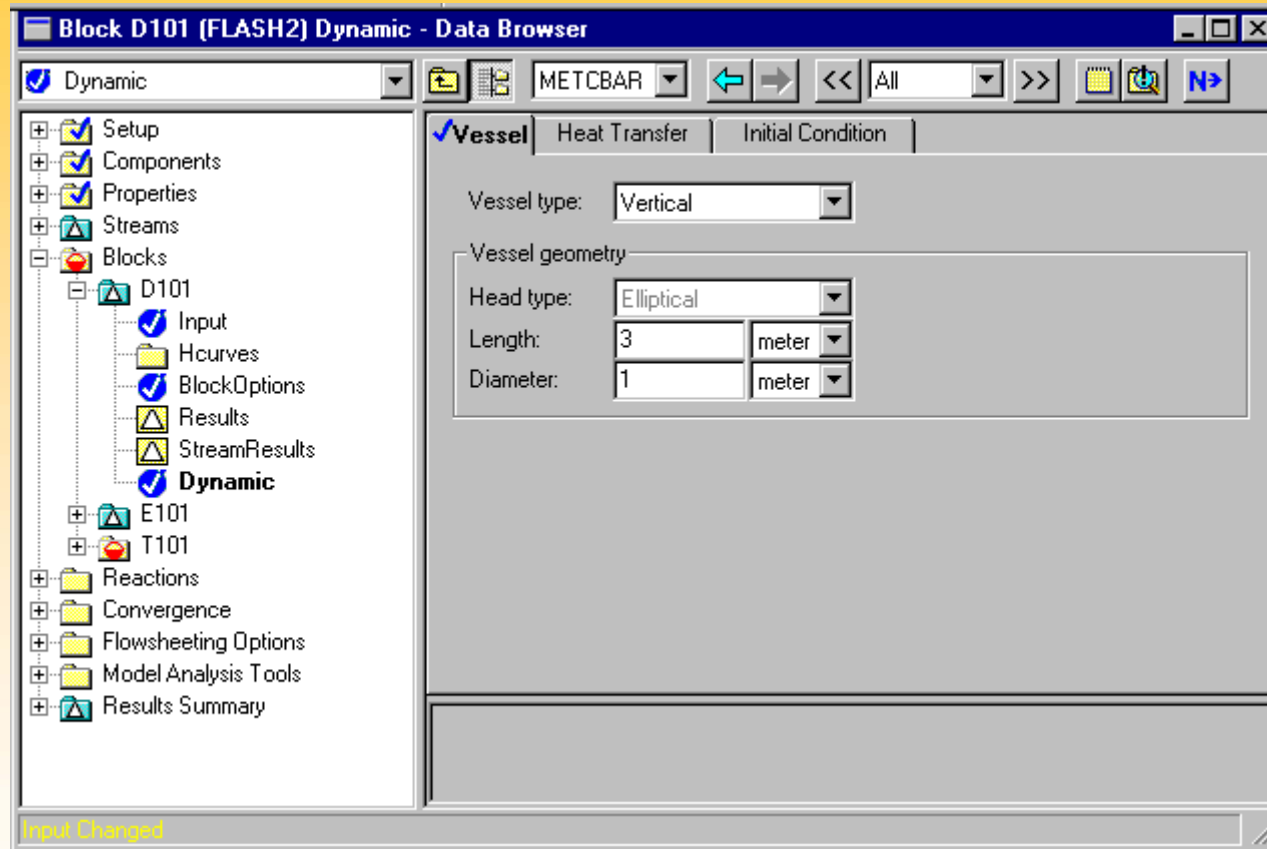 Block D101 (FLASH2) Dynamic - Data Browser
Dynamic
METCBAR
<<
All
>>
N>
Setup
Components
Properties
Streams
Blocks
D101
Input
Hcurves
BlockOptions
Results
StreamResults
Dynamic
E101
T101
Reactions
Convergence
Flowsheeting Options
Model Analysis Tools
Results Summary
Vessel
Heat Transfer
Initial Condition
Vessel type: Vertical
Vessel geometry
Head type: Elliptical
Length: 3 meter
Diameter: 1 meter
Input Changed